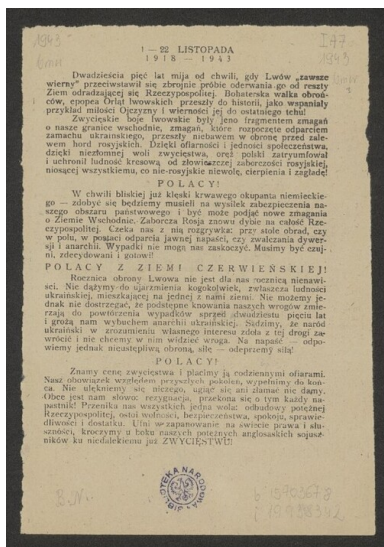 1943
I A 7
1943
1 — 22 LISTOPADA
1918 — 1943
Dwadzieścia pięć lat mija od chwili, gdy Lwów „zawsze
wierny” przeciwstawił się zbrojnie próbie oderwania go od reszty
Ziem odradzającej się Rzeczypospolitej. Bohaterska walka obroń-
ców, epopea Orląt lwowskich przeszły do historii, jako wspaniały
przykład miłości Ojczyzny i wierności jej do ostatniego tchu!
Zwycięskie boje lwowskie były jeno fragmentem zmagań
o nasze granice wschodnie, zmagań, które rozpoczęte odparciem
zamachu ukraińskiego, przeszły niebawem w obronę przed zale-
wem hord rosyjskich. Dzięki ofiarności i jedności społeczeństwa,
dzięki niezłomnej woli zwycięstwa, oręż polski zatryumfował
i uchronił ludność kresową, od złowieszczej zaborczości rosyjskiej,
niosącej wszystkiemu, co nie-rosyjskie niewolę, cierpienia i zagładę!
POLACY!
W chwili bliskiej już klęski krwawego okupanta niemieckie-
go — zdobyć się będziemy musieli na wysiłek zabezpieczenia na-
szego obszaru państwowego i być może podjąć nowe zmagania
o Ziemie Wschodnie. Zaborcza Rosja znowu dybie na całość Rze-
czypospolitej. Czeka nas z nią rozgrywka: przy stole obrad, czy
w polu, w postaci odparcia jawnej napaści, czy zwalczania dywer-
sji i anarchii. Wypadki nie mogą nas zaskoczyć. Musimy być czuj-
ni, zdecydowani i gotowi!
POLACY Z ZIEMI CZERWIEŃSKIEJ!
Rocznica obrony Lwowa nie jest dla nas rocznicą nienawi-
ści. Nie dążymy do ujarzmienia kogokolwiek, zwłaszcza ludności
ukraińskiej, mieszkającej na jednej z nami ziemi. Nie możemy je-
dnak nie dostrzegać, że podstępne knowania naszych wrogów zmie-
rzają do powtórzenia wypadków sprzed dwudziestu pięciu lat
i grożą nam wybuchem anarchii ukraińskiej. Sądzimy, że naród
ukraiński w zrozumieniu własnego interesu zdoła z tej drogi za-
wrócić i nie chcemy w nim widzieć wroga. Na napaść — odpo-
wiemy jednak nieustępliwą obroną, siłę — odeprzemy siłą!
POLACY!
Znamy cenę zwycięstwa i płacimy ją codziennymi ofiarami.
Nasz obowiązek względem przyszłych pokoleń, wypełnimy do koń-
ca. Nie ulękniemy się niczego, ugiąć się ani złamać nie damy.
Obce jest nam słowo: rezygnacja, przekona się o tym każdy na-
pastnik! Przenika nas wszystkich jedna wola: odbudowy potężnej
Rzeczypospolitej, ostoi wolności, bezpieczeństwa, spokoju, sprawie-
dliwości i dostatku. Ufni w zapanowanie na świecie prawa i słu-
szności, kroczymy u boku naszych potężnych anglosaskich sojusz-
ników ku niedalekiemu już ZWYCIĘSTWU!
BIBLIOTEKA NARODOWA
B.N.